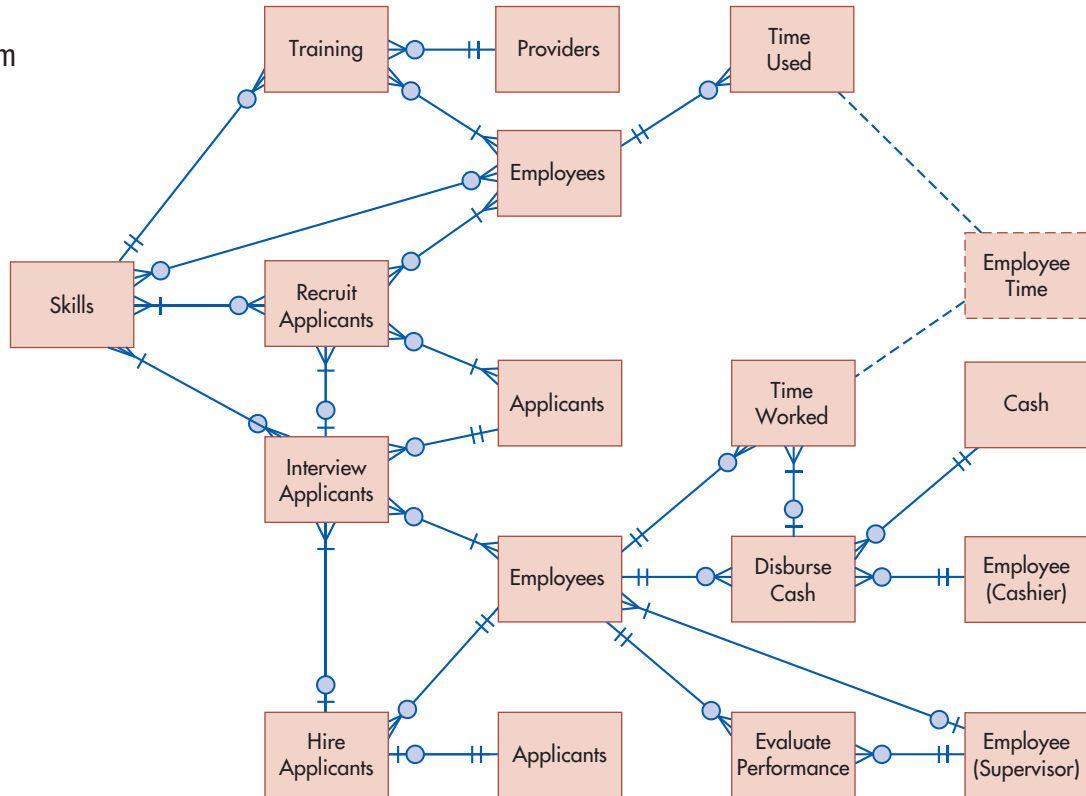 m
Training
Providers
Time
Used
Employees
Employee
Time
Skills
Recruit
Applicants
Applicants
Time
Worked
Cash
Interview
Applicants
Employees
Disburse
Cash
Employee
(Cashier)
Hire
Applicants
Applicants
Evaluate
Performance
Employee
(Supervisor)